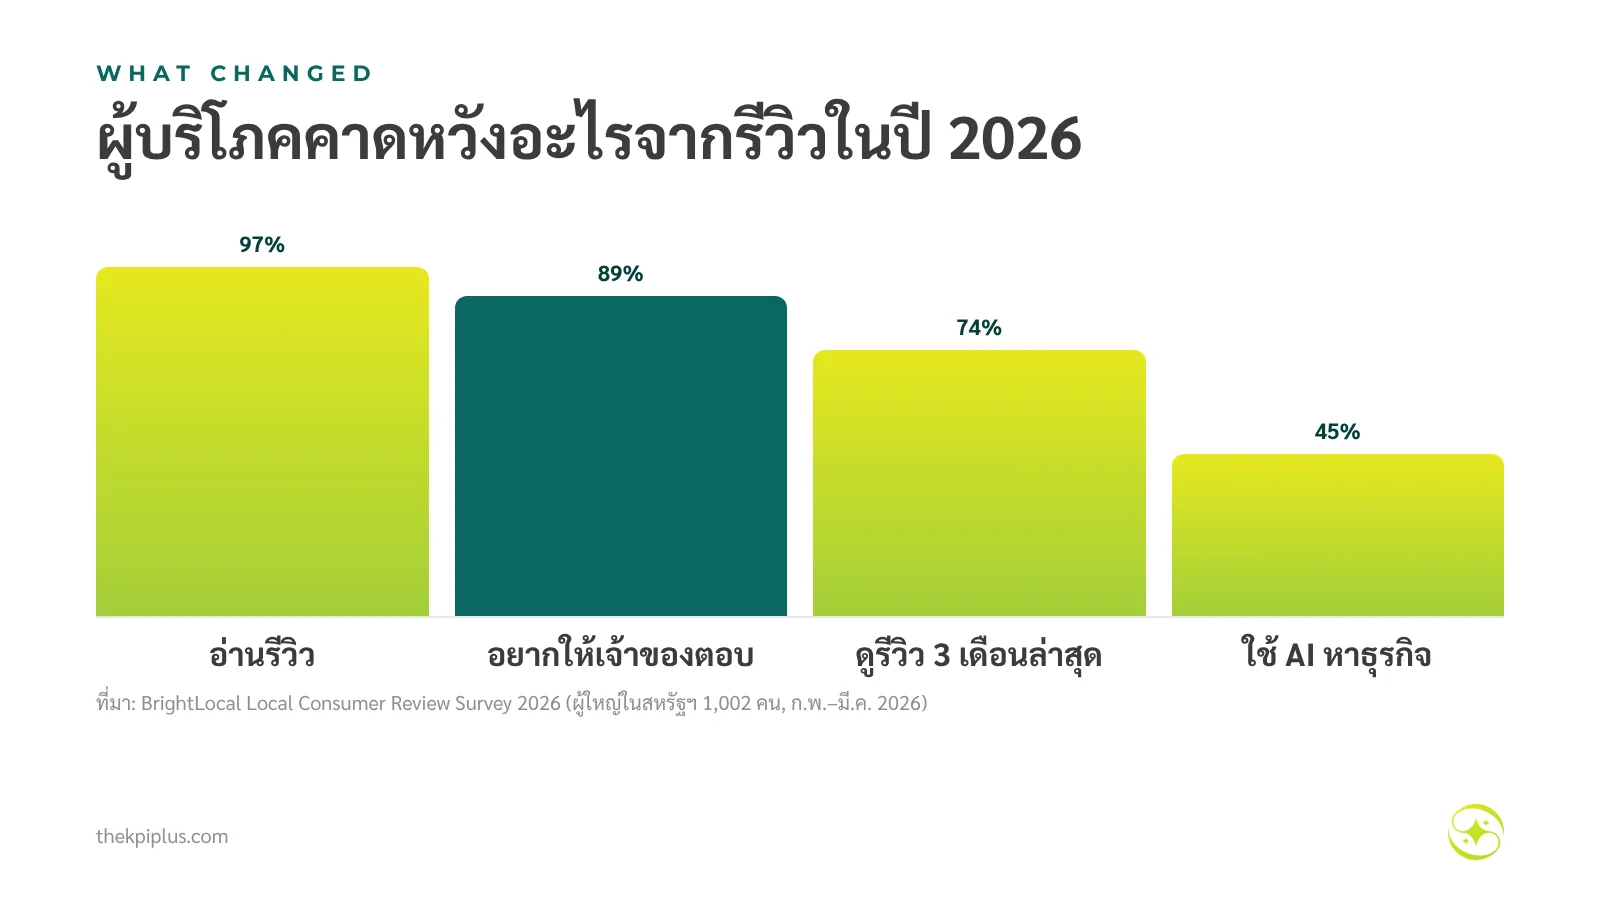 WHAT CHANGED
ผู้บริโภคคาดหวังอะไรจากรีวิวในปี 2026
97%
89%
74%
45%
อ่านรีวิว
อยากให้เจ้าของตอบ
ดูรีวิว 3 เดือนล่าสุด
ใช้ AI หาธุรกิจ
ที่มา: BrightLocal Local Consumer Review Survey 2026 (ผู้ใหญ่ในสหรัฐฯ 1,002 คน, ก.พ.–มี.ค. 2026)
thekpiplus.com